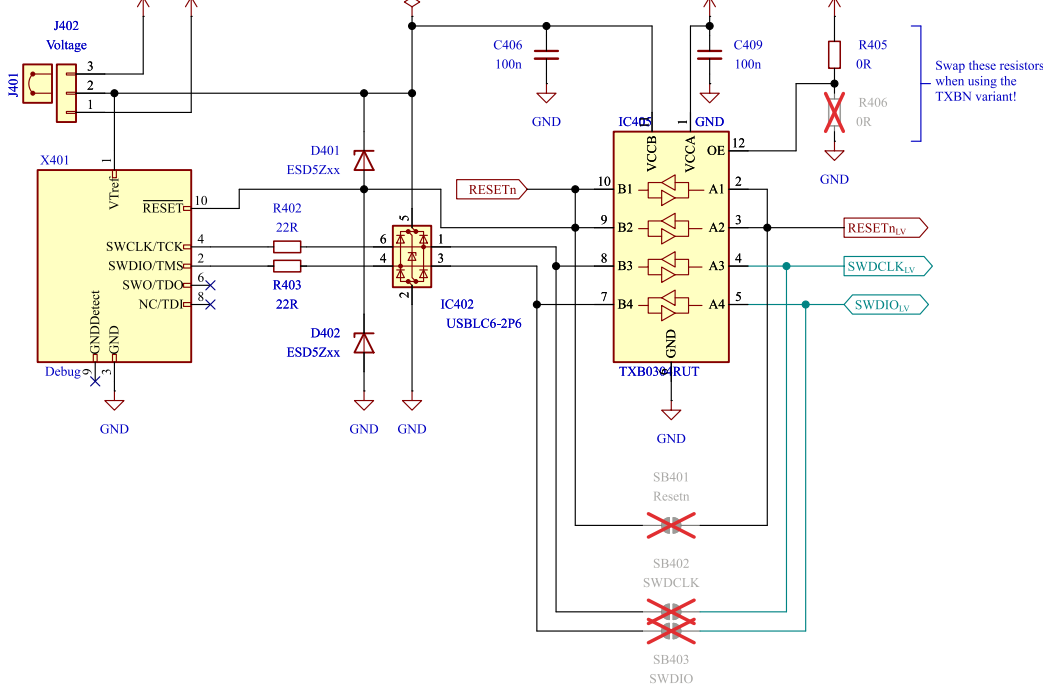 J402
Voltage
J401
3
2
1
C406
100n
GND
C409
100n
GND
R405
0R
R406
0R
GND
Swap these resistors
when using the
TXBN variant!
X401
1
VTref
RESET
10
SWCLK/TCK
4
SWDIO/TMS
2
SWO/TDO
6
NC/TDI
8
GNDDetect
GND
9
3
Debug
GND
D401
ESD5Zxx
R402
22R
R403
22R
D402
ESD5Zxx
GND
GND
5
6
1
4
3
2
IC402
USBLC6-2P6
RESETn
1
VCCB
VCCA
OE
12
10
B1
A1
2
9
B2
A2
3
8
B3
A3
4
7
B4
A4
5
GND
GND
RESETnLV
SWDCLKLV
SWDIOLV
SB401
Resetn
SB402
SWDCLK
SB403
SWDIO